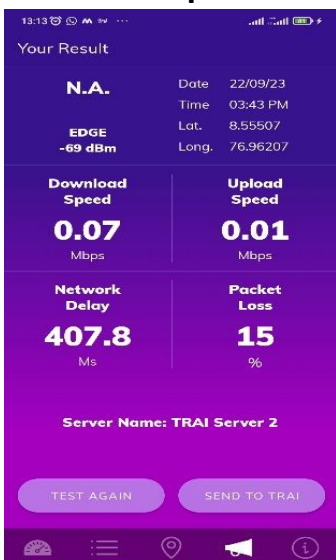 13:13
Your Result
N.A.
EDGE
-69 dBm
Date 22/09/23
Time 03:43 PM
Lat. 8.55507
Long. 76.96207
Download Speed
0.07
Mbps
Upload Speed
0.01
Mbps
Network Delay
407.8
Ms
Packet Loss
15
%
Server Name: TRAI Server 2
TEST AGAIN
SEND TO TRAI